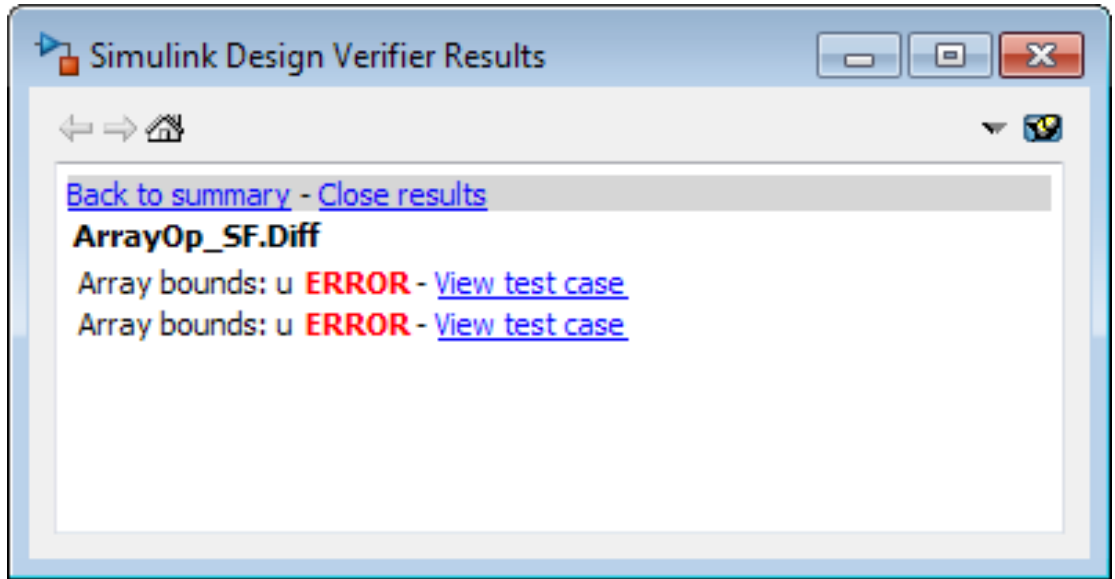 Simulink Design Verifier Results
Back to summary - Close results
ArrayOp_SF.Diff
Array bounds: u ERROR - View test case
Array bounds: u ERROR - View test case